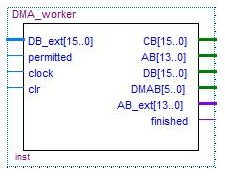 DMA_worker
DB_ext[15..0] CB[15..0]
permitted AB[13..0]
clock DB[15..0]
clr DMAB[5..0]
AB_ext[13..0]
finished
inst